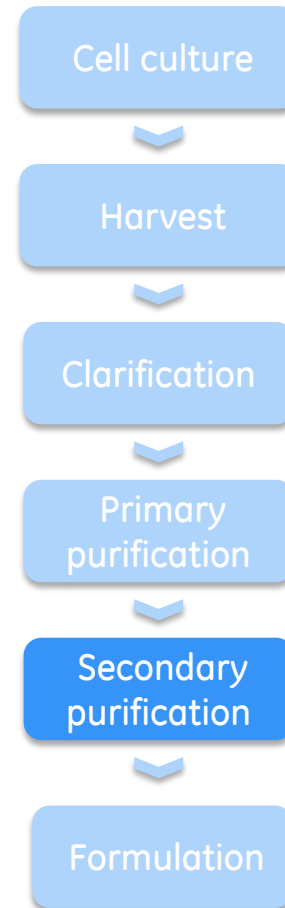 Cell culture
Harvest
Clarification
Primary
purification
Secondary
purification
Formulation